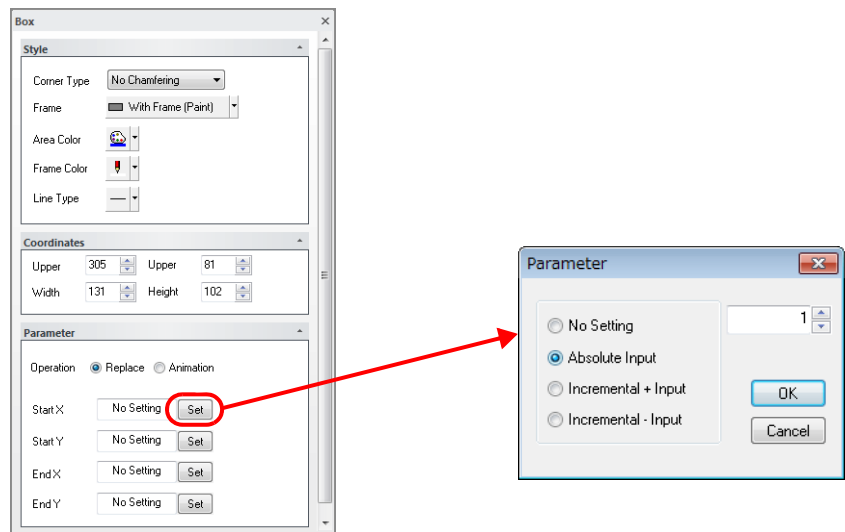 Box
Style
Corner Type No Chamfering
Frame With Frame (Paint)
Area Color
Frame Color
Line Type
Coordinates
Upper 305 Upper 81
Width 131 Height 102
Parameter
Operation Replace Animation
Start X No Setting Set
Start Y No Setting Set
End X No Setting Set
End Y No Setting Set
Parameter
No Setting 1
Absolute Input
Incremental + Input OK
Incremental - Input Cancel